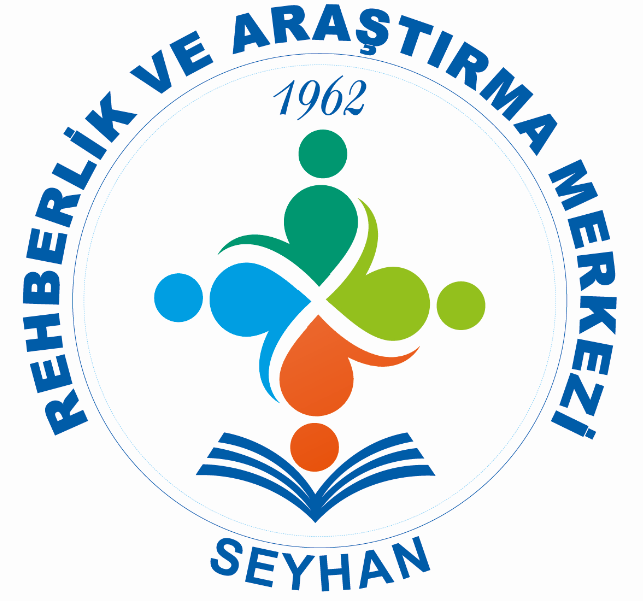 REHBERLİK VE ARAŞTIRMA MERKEZİ
1962
SEYHAN